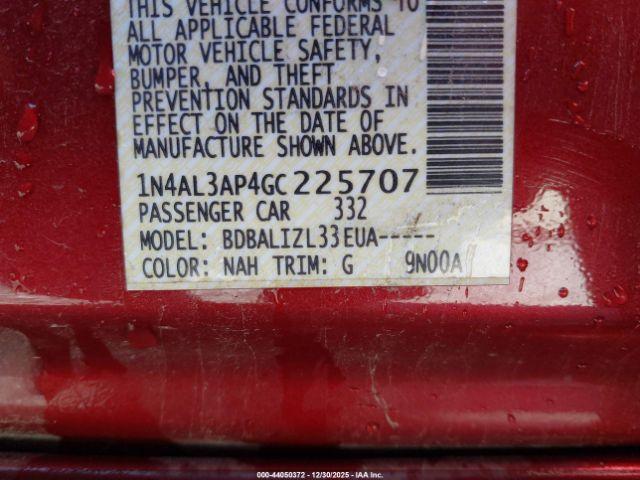 THIS VEHICLE CONFORMS TO
ALL APPLICABLE FEDERAL
MOTOR VEHICLE SAFETY,
BUMPER, AND THEFT
PREVENTION STANDARDS IN
EFFECT ON THE DATE OF
MANUFACTURE SHOWN ABOVE.
1N4AL3AP4GC225707
PASSENGER CAR 332
MODEL: BDBALIZL33EUA-----
COLOR: NAH TRIM: G 9N00A
000-44050372 - 12/30/2025 - IAA Inc.